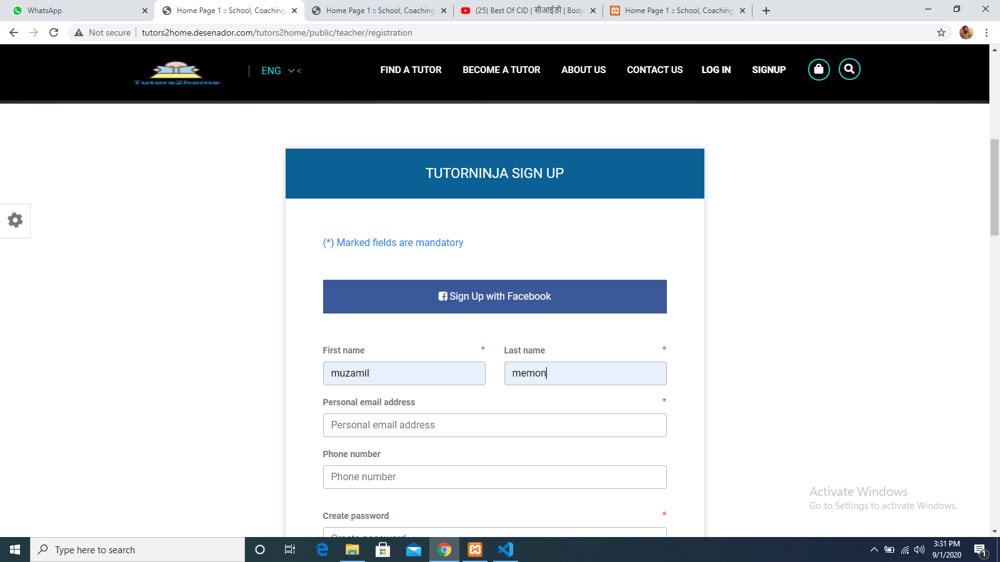 WhatsApp
Home Page 1 :: School, Coaching
Home Page 1 :: School, Coaching
(25) Best Of CID | सीआईडी | Body
Home Page 1 :: School, Coaching
Not secure
tutors2home.desenador.com/tutors2home/public/teacher/registration
Tutors2home
ENG
<
FIND A TUTOR
BECOME A TUTOR
ABOUT US
CONTACT US
LOG IN
SIGNUP
TUTORNINJA SIGN UP
(*) Marked fields are mandatory
Sign Up with Facebook
First name *
Last name *
muzamil
memon
Personal email address *
Personal email address
Phone number
Phone number
Create password *
Create password
Activate Windows
Go to Settings to activate Windows.
Type here to search
3:31 PM
9/1/2020
1